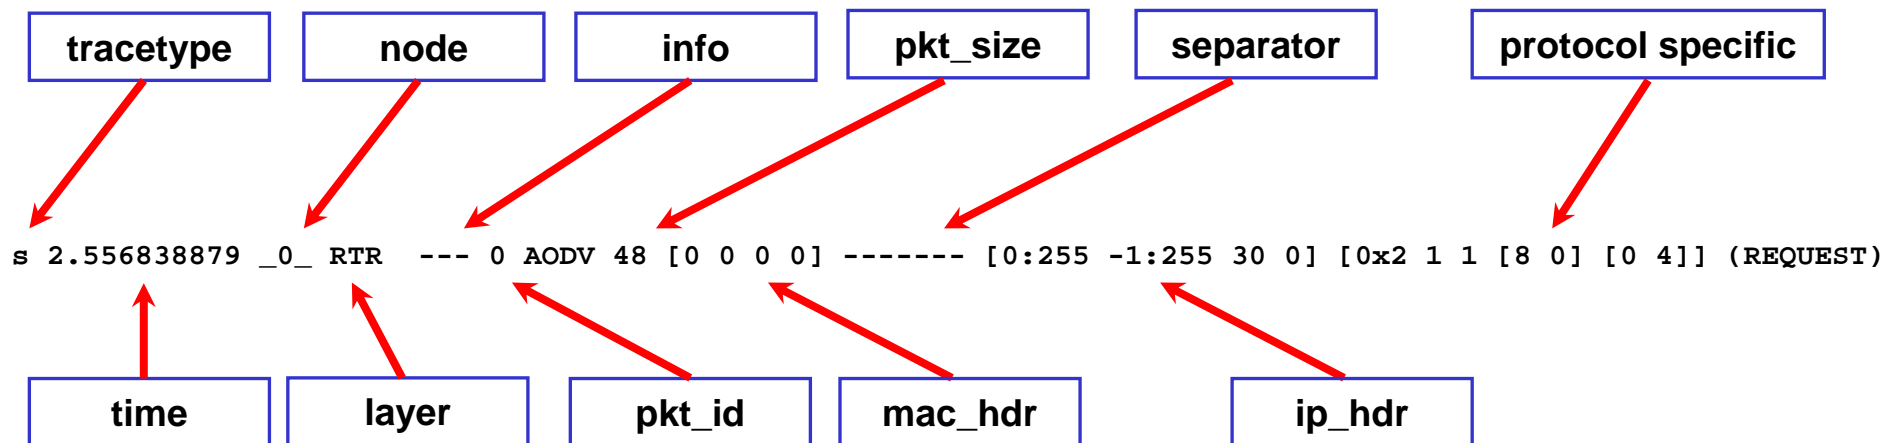 tracetype node info pkt_size separator protocol specific
s 2.556838879 _0_ RTR --- 0 AODV 48 [0 0 0 0] ------- [0:255 -1:255 30 0] [0x2 1 1 [8 0] [0 4]] (REQUEST)
time layer pkt_id mac_hdr ip_hdr